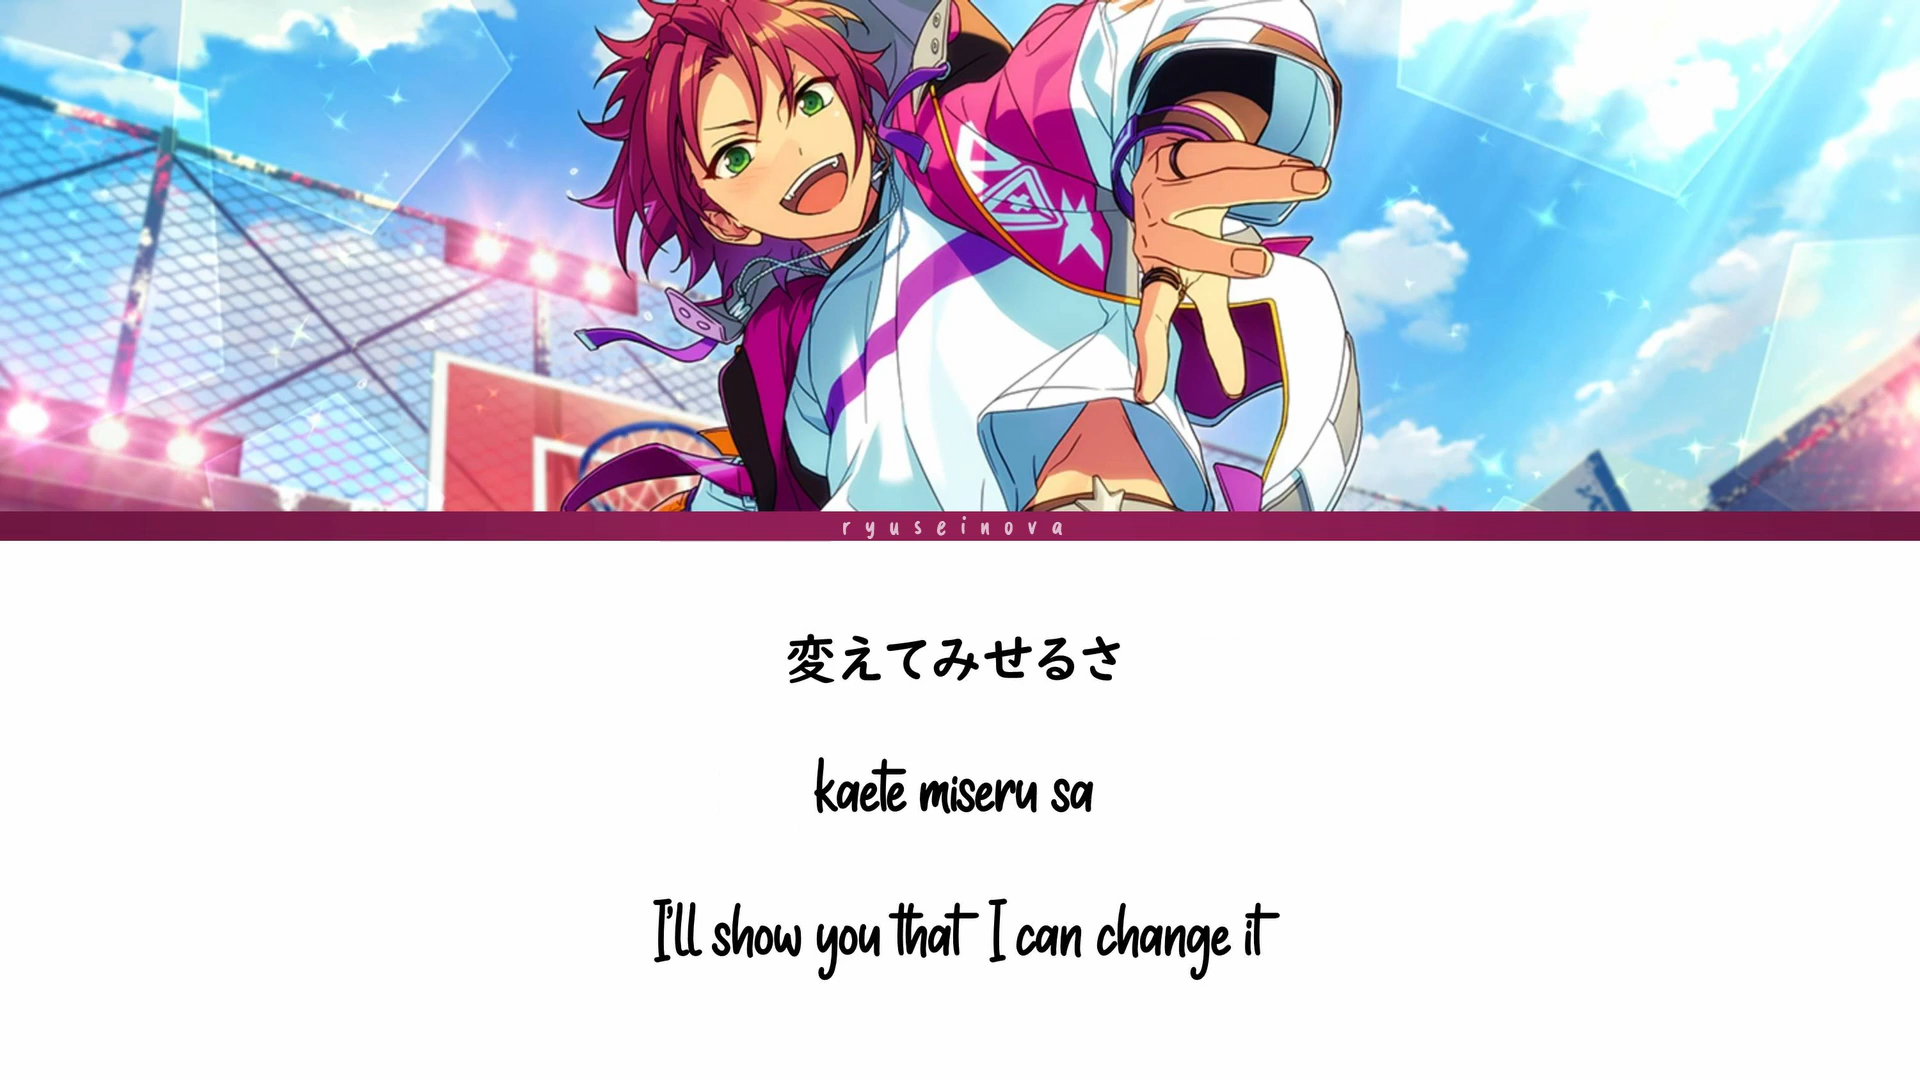 ryuseinova
変えてみせるさ
kaete miseru sa
I'll show you that I can change it